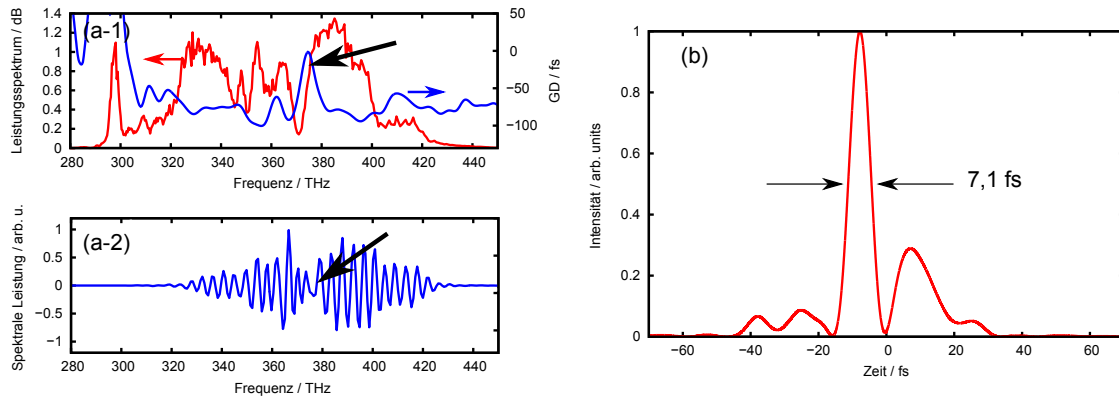 (a-1)
Leistungsspektrum / dB
1.4
1.2
1
0.8
0.6
0.4
0.2
0
50
0
−50
−100
GD / fs
280 300 320 340 360 380 400 420 440
Frequenz / THz
(a-2)
Spektrale Leistung / arb. u.
1
0.5
0
−0.5
−1
280 300 320 340 360 380 400 420 440
Frequenz / THz
(b)
Intensität / arb. units
1
0.8
0.6
0.4
0.2
0
7,1 fs
−60 −40 −20 0 20 40 60
Zeit / fs